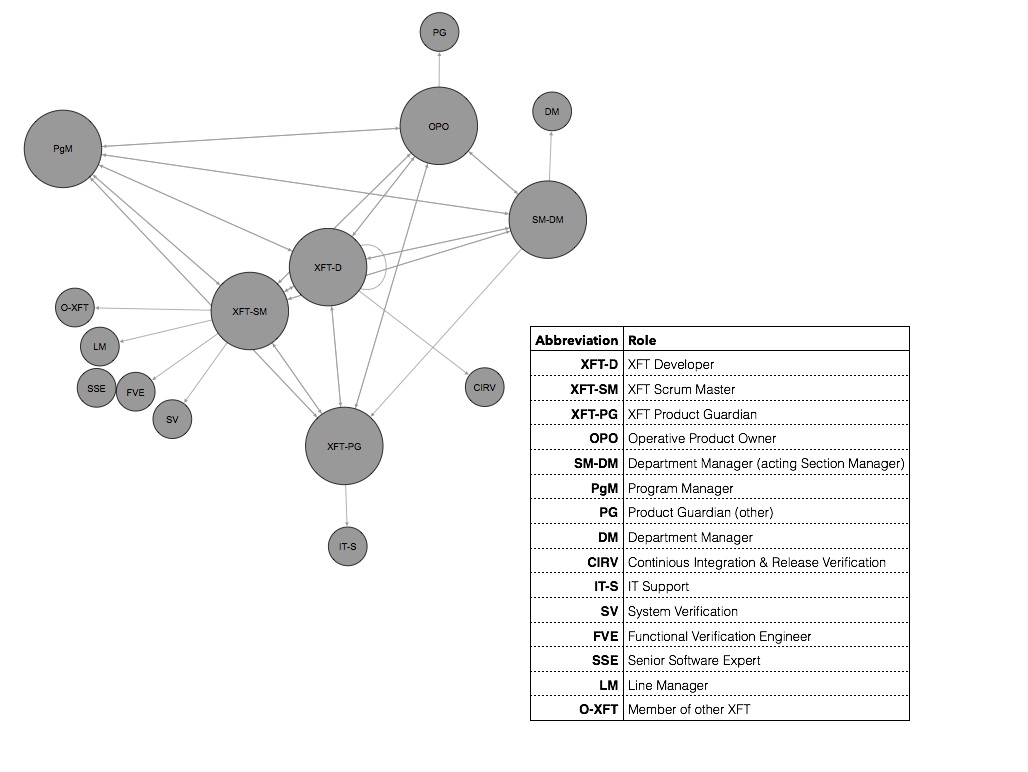 PG
OPO
DM
PgM
SM-DM
XFT-D
O-XFT
XFT-SM
LM
SSE
FVE
CIRV
SV
XFT-PG
IT-S
Abbreviation Role
XFT-D XFT Developer
XFT-SM XFT Scrum Master
XFT-PG XFT Product Guardian
OPO Operative Product Owner
SM-DM Department Manager (acting Section Manager)
PgM Program Manager
PG Product Guardian (other)
DM Department Manager
CIRV Continious Integration & Release Verification
IT-S IT Support
SV System Verification
FVE Functional Verification Engineer
SSE Senior Software Expert
LM Line Manager
O-XFT Member of other XFT